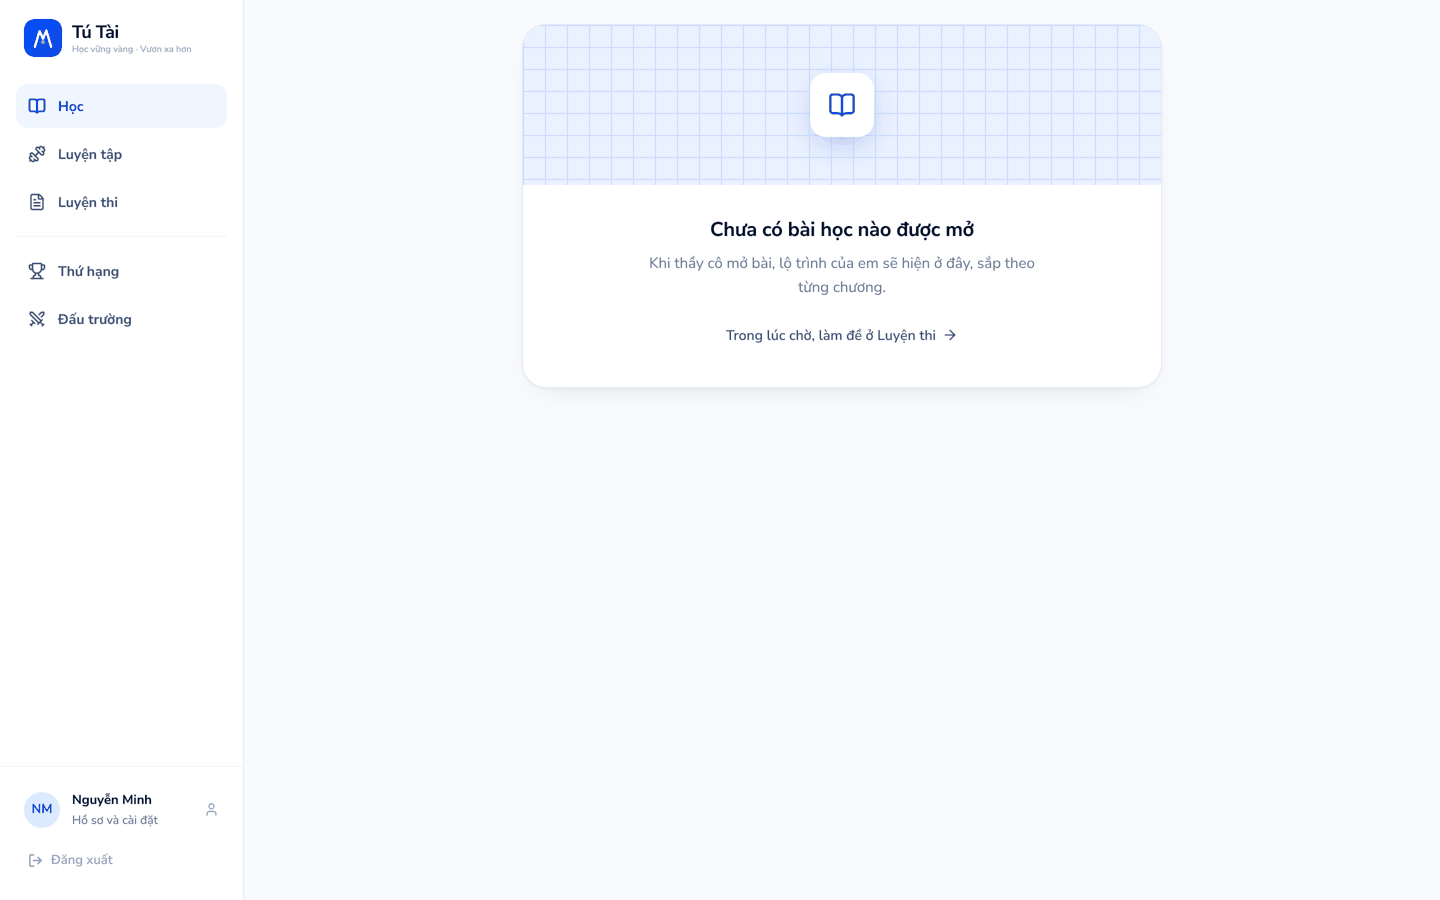 Tú Tài
Học vững vàng · Vươn xa hơn
Học
Luyện tập
Luyện thi
Thứ hạng
Đấu trường
Nguyễn Minh
NM
Hồ sơ và cài đặt
Đăng xuất
Chưa có bài học nào được mở
Khi thầy cô mở bài, lộ trình của em sẽ hiện ở đây, sắp theo
từng chương.
Trong lúc chờ, làm đề ở Luyện thi